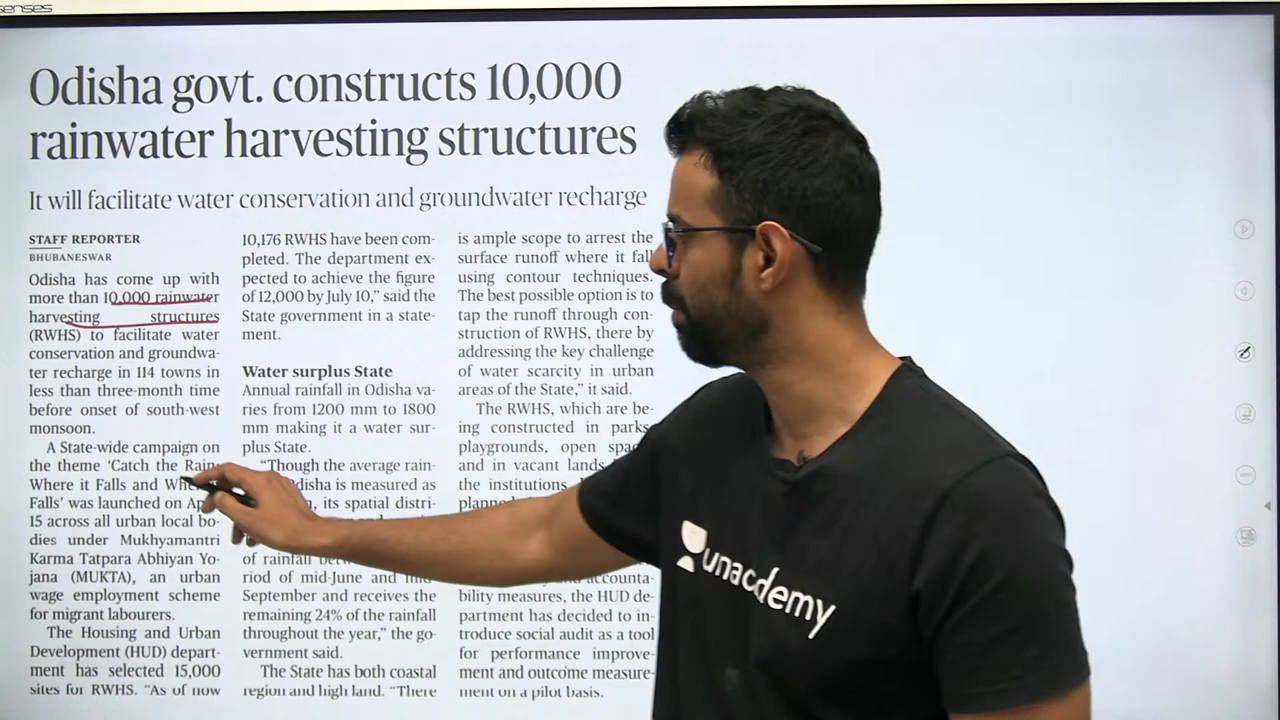 senses
Odisha govt. constructs 10,000
rainwater harvesting structures
It will facilitate water conservation and groundwater recharge
STAFF REPORTER
BHUBANESWAR
Odisha has come up with
more than 10,000 rainwater
harvesting structures
(RWHS) to facilitate water
conservation and groundwa-
ter recharge in 114 towns in
less than three-month time
before onset of south-west
monsoon.
A State-wide campaign on
the theme ‘Catch the Rain,
Where it Falls and
Falls’ was launched on
15 across all urban local bo-
dies under Mukhyamantri
Karma Tatpara Abhiyan Yo-
jana (MUKTA), an urban
wage employment scheme
for migrant labourers.
The Housing and Urban
Development (HUD) depart-
ment has selected 15,000
sites for RWHS. “As of now
10,176 RWHS have been com-
pleted. The department ex-
pected to achieve the figure
of 12,000 by July 10,” said the
State government in a state-
ment.
Water surplus State
Annual rainfall in Odisha va-
ries from 1200 mm to 1800
mm making it a water sur-
plus State.
“Though the average rain-
Odisha is measured as
its spatial distri-
of rainfall
riod of mid-June and mid
September and receives the
remaining 24% of the rainfall
throughout the year,” the go-
vernment said.
The State has both coastal
region and high land. “There
is ample scope to arrest the
surface runoff where it fall
using contour techniques.
The best possible option is to
tap the runoff through con-
struction of RWHS, there by
addressing the key challenge
of water scarcity in urban
areas of the State,” it said.
The RWHS, which are be-
ing constructed in parks,
playgrounds, open
and in vacant lands
the institutions,
planned
and accounta-
bility measures, the HUD de-
partment has decided to in-
troduce social audit as a tool
for performance improve-
ment and outcome measure-
ment on a pilot basis.
unacademy